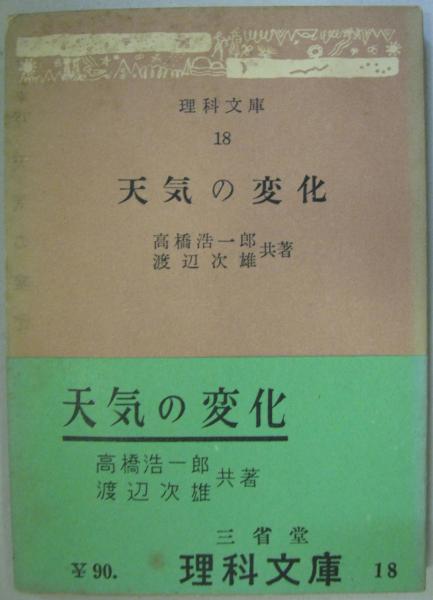 理科文庫
18
天気の変化
高橋浩一郎
渡辺次雄
共著
天気の変化
高橋浩一郎
渡辺次雄
共著
三省堂
¥90.
理科文庫
18